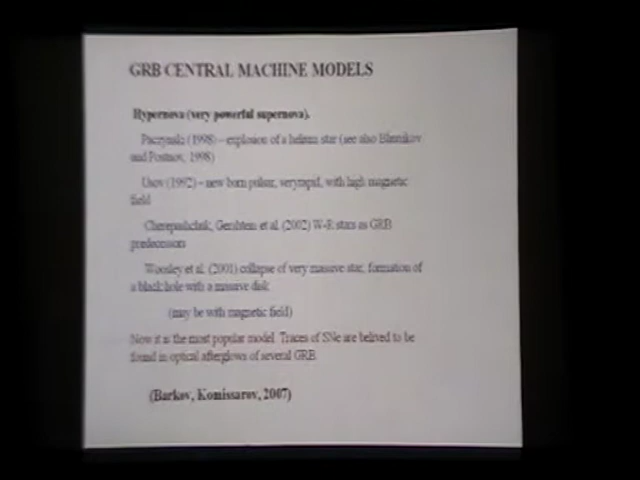 GRB CENTRAL MACHINE MODELS
Hypernova (very powerful supernova).
Paczynski (1998) – explosion of a helium star (see also Blinnikov
and Postnov, 1998)
Usov (1992) – new born pulsar, very rapid, with high magnetic
field
Cherepashchuk, Gershtein et al. (2002) W-R stars as GRB
predecessors
Woosley et al. (2001) collapse of very massive star, formation of
a black hole with a massive disk
(may be with magnetic field)
Now it is the most popular model. Traces of SNe are belived to be
found in optical afterglows of several GRB
(Barkov, Komissarov, 2007)